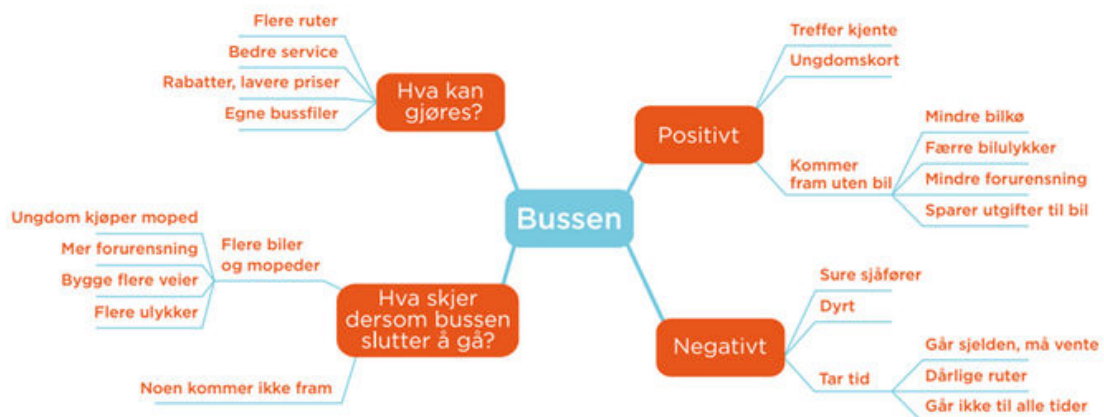 Flere ruter
Bedre service
Rabatter, lavere priser
Egne bussfiler
Hva kan
gjøres?
Treffer kjente
Ungdomskort
Positivt
Kommer
fram uten bil
Mindre bilkø
Færre bilulykker
Mindre forurensning
Sparer utgifter til bil
Bussen
Ungdom kjøper moped
Mer forurensning
Bygge flere veier
Flere ulykker
Flere biler
og mopeder
Hva skjer
dersom bussen
slutter å gå?
Noen kommer ikke fram
Negativt
Sure sjåfører
Dyrt
Tar tid
Går sjelden, må vente
Dårlige ruter
Går ikke til alle tider